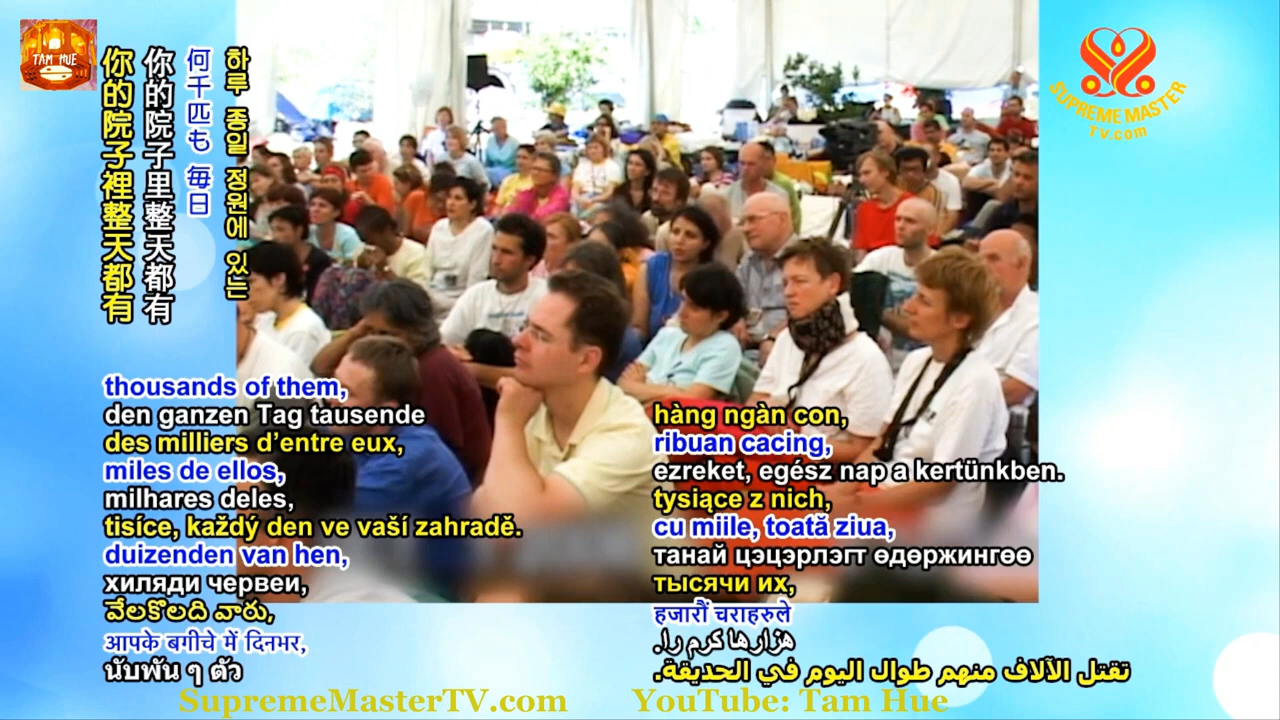 TAM HUE
SUPREME MASTER
TV.com
你的院子裡整天都有
你的院子里整天都有
何千匹も 毎日
하루 종일 정원에 있는
thousands of them,
den ganzen Tag tausende
des milliers d’entre eux,
miles de ellos,
milhares deles,
tisíce, každý den ve vaší zahradě.
duizenden van hen,
хиляди червеи,
వేలకొలది వారు,
आपके बगीचे में दिनभर,
นับพัน ๆ ตัว
hàng ngàn con,
ribuan cacing,
ezreket, egész nap a kertünkben.
tysiące z nich,
cu miile, toată ziua,
танай цэцэрлэгт өдөржингөө
тысячи их,
हजारौं चराहरुले
هزارها کرم را.
تقتل الآلاف منهم طوال اليوم في الحديقة.
SupremeMasterTV.com
YouTube: Tam Hue